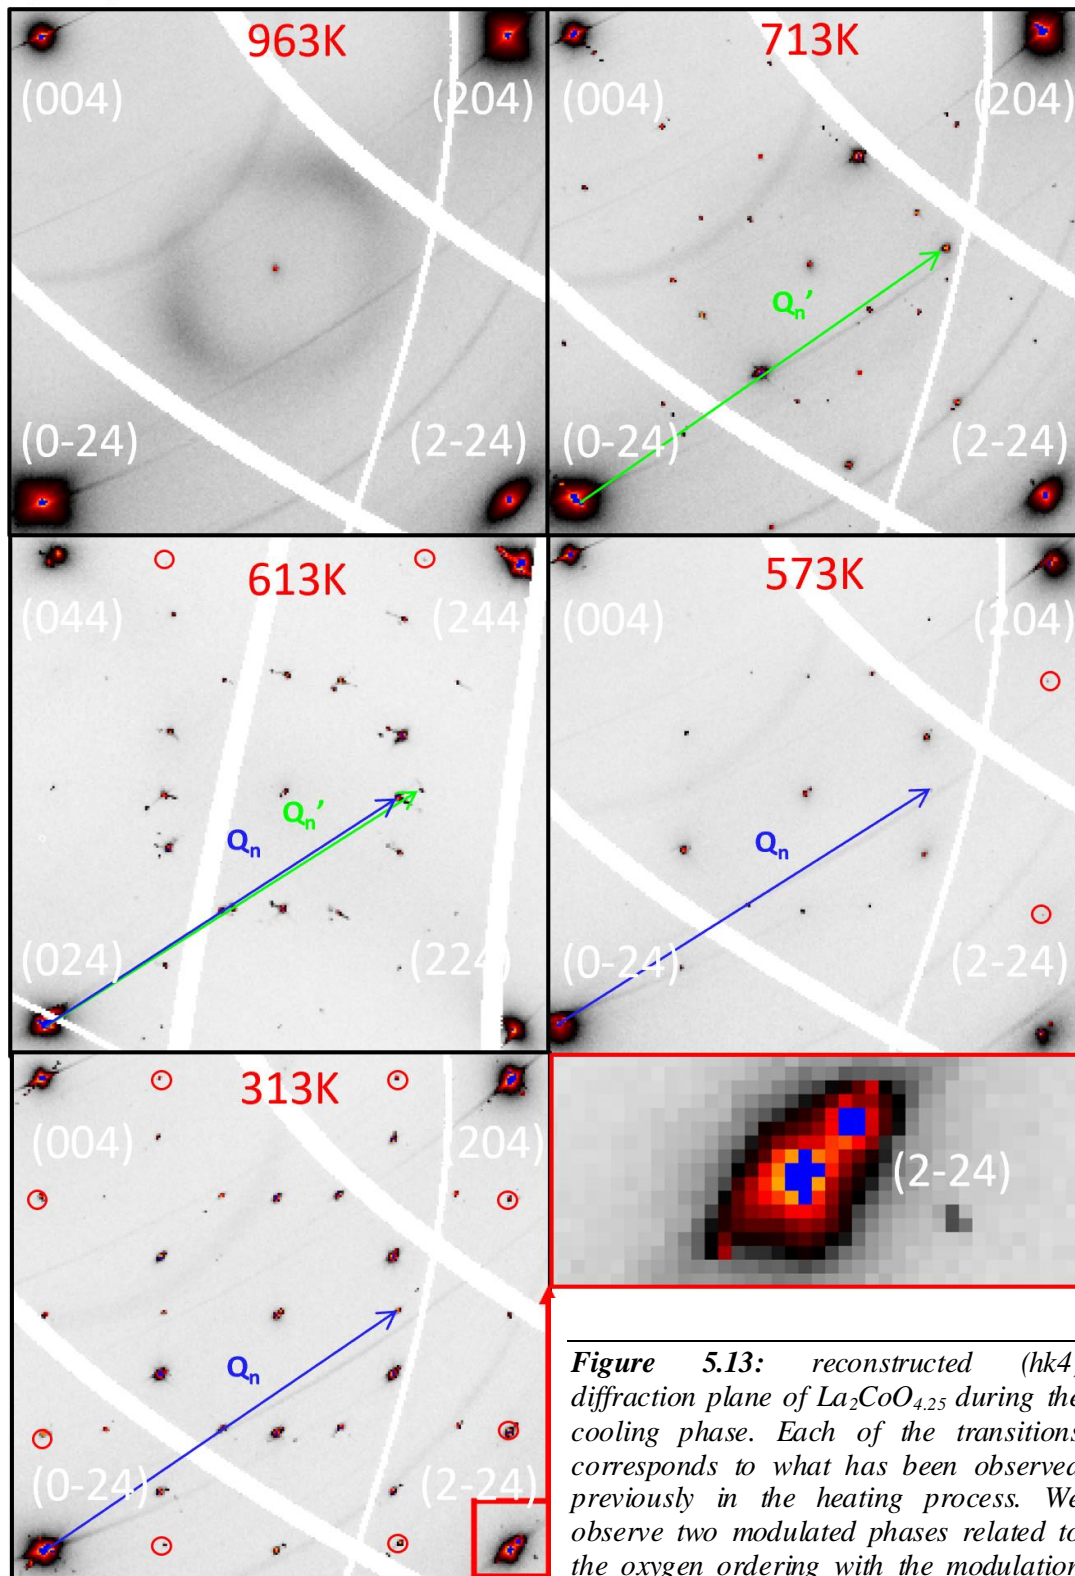 963K
(004)
(204)
(0-24)
(2-24)
713K
(004)
(204)
Qn'
(0-24)
(2-24)
613K
(044)
(244)
Qn'
Qn
(024)
(224)
573K
(004)
(204)
Qn
(0-24)
(2-24)
313K
(004)
(204)
Qn
(0-24)
(2-24)
(2-24)
Figure 5.13: reconstructed (hk4)
diffraction plane of La2CoO4.25 during the
cooling phase. Each of the transitions
corresponds to what has been observed
previously in the heating process. We
observe two modulated phases related to
the oxygen ordering with the modulation